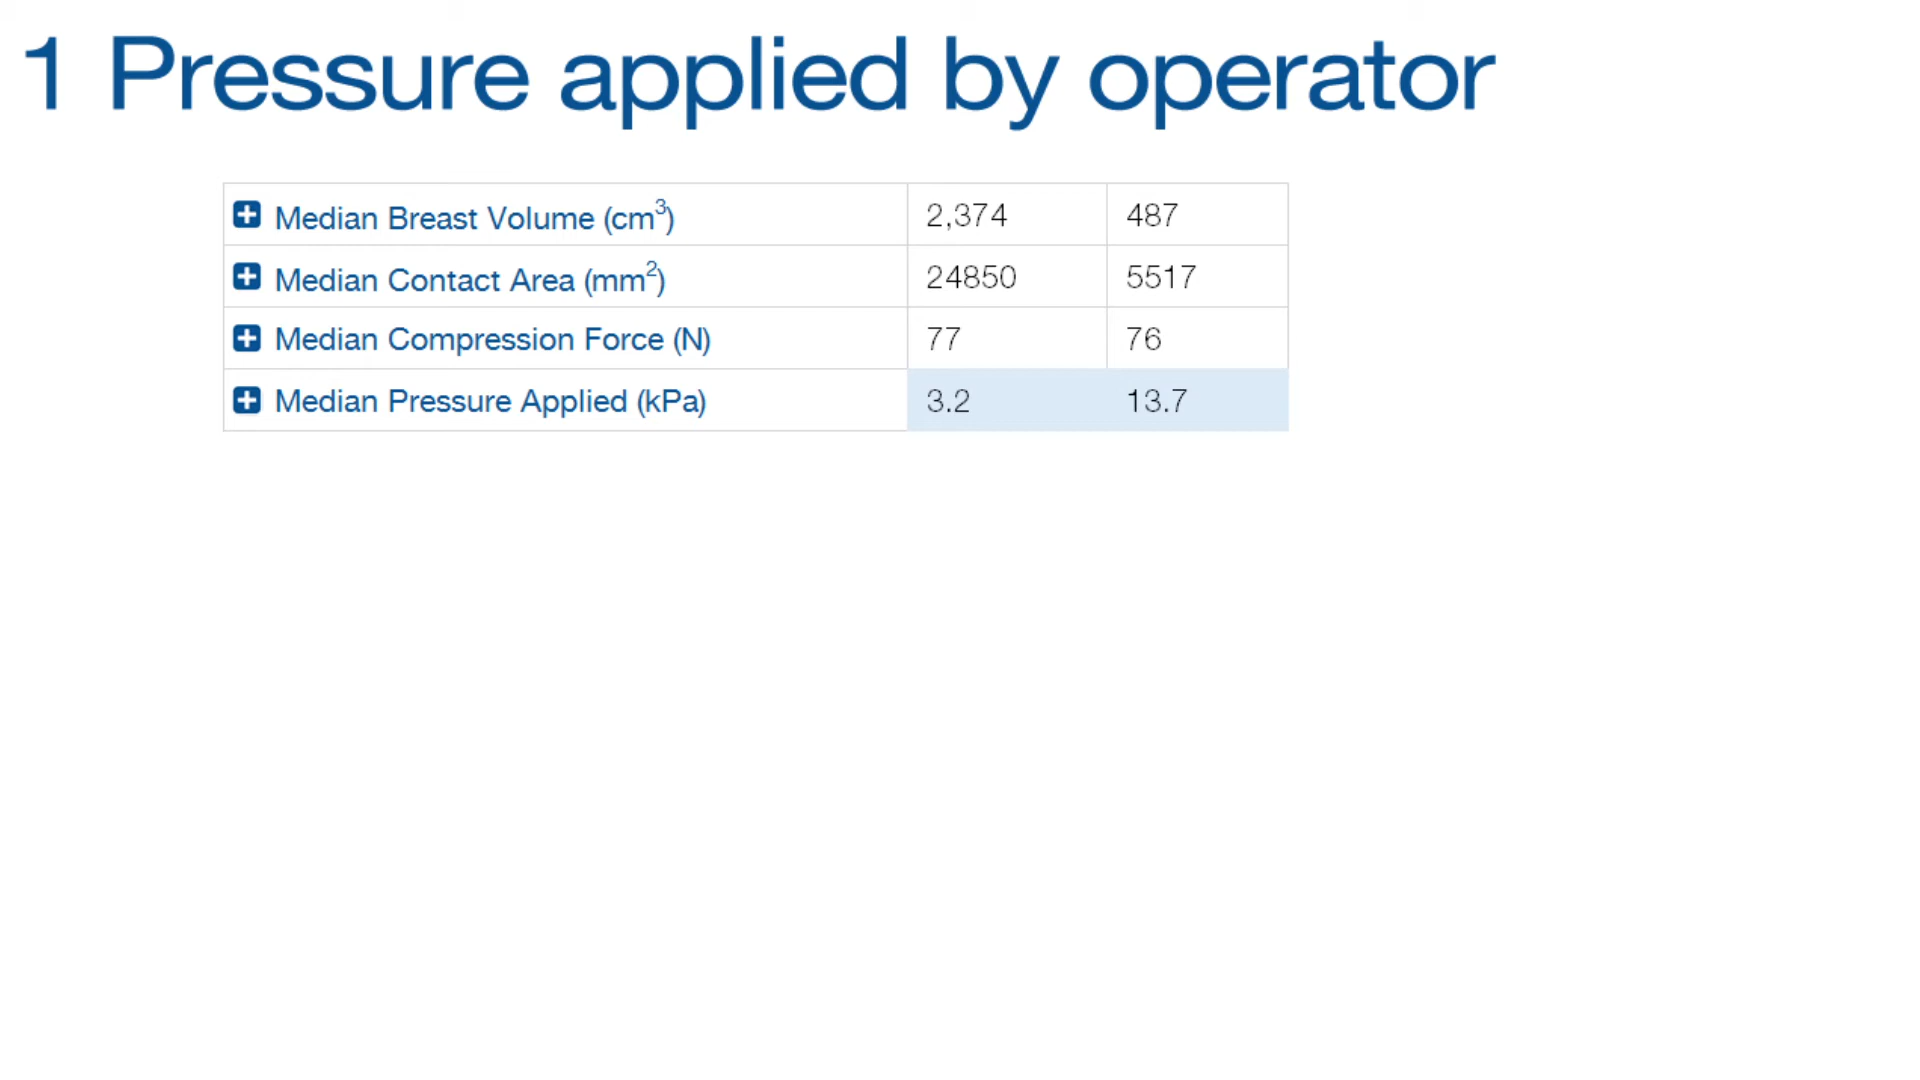 1 Pressure applied by operator
Median Breast Volume (cm³) 2,374 487
Median Contact Area (mm²) 24850 5517
Median Compression Force (N) 77 76
Median Pressure Applied (kPa) 3.2 13.7